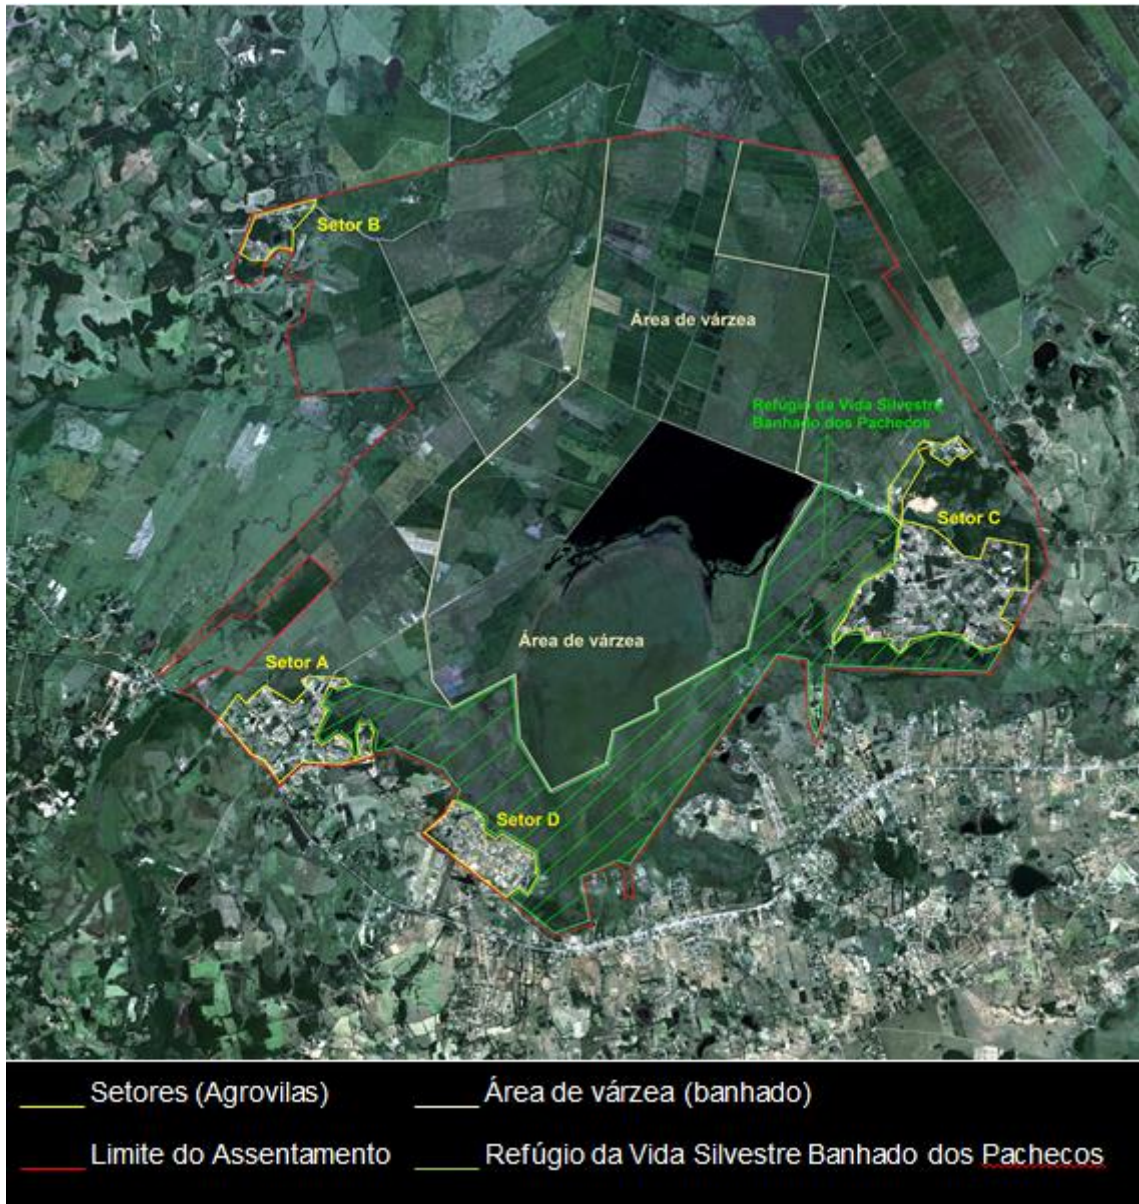 Setor B
Área de várzea
Refúgio da Vida Silvestre
Banhado dos Pachecos
Setor C
Área de várzea
Setor A
Setor D
Setores (Agrovilas)
Área de várzea (banhado)
Limite do Assentamento
Refúgio da Vida Silvestre Banhado dos Pachecos